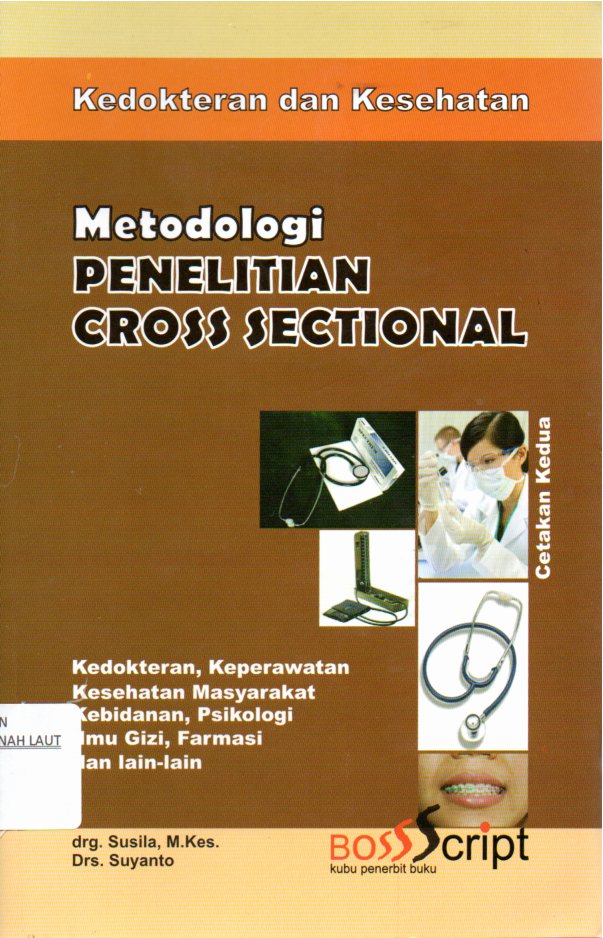 Kedokteran dan Kesehatan
Metodologi
PENELITIAN
CROSS SECTIONAL
Cetakan Kedua
Kedokteran, Keperawatan
Kesehatan Masyarakat
Kebidanan, Psikologi
Ilmu Gizi, Farmasi
dan lain-lain
NAH LAUT
drg. Susila, M.Kes.
Drs. Suyanto
BOSSScript
kubu penerbit buku